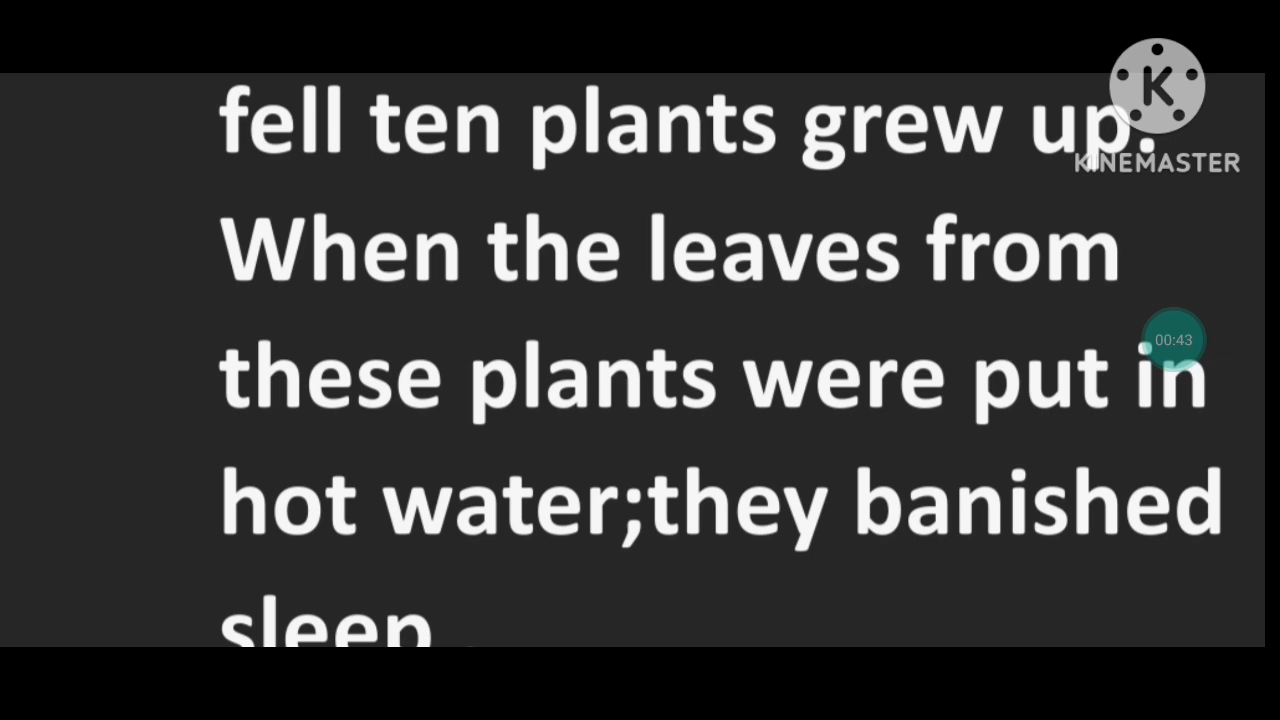 fell ten plants grew up.
KINEMASTER
When the leaves from
00:43
these plants were put in
hot water;they banished
sleep